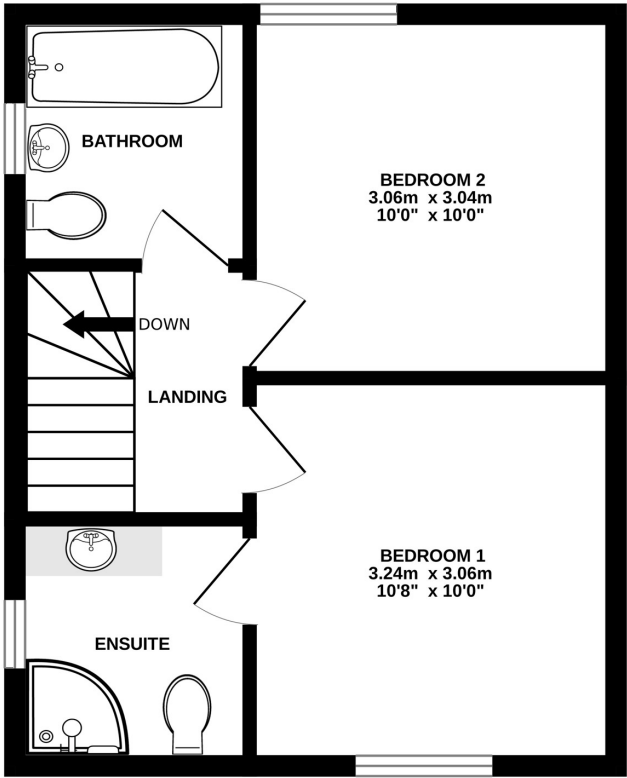 BATHROOM
BEDROOM 2
3.06m x 3.04m
10'0" x 10'0"
DOWN
LANDING
BEDROOM 1
3.24m x 3.06m
10'8" x 10'0"
ENSUITE